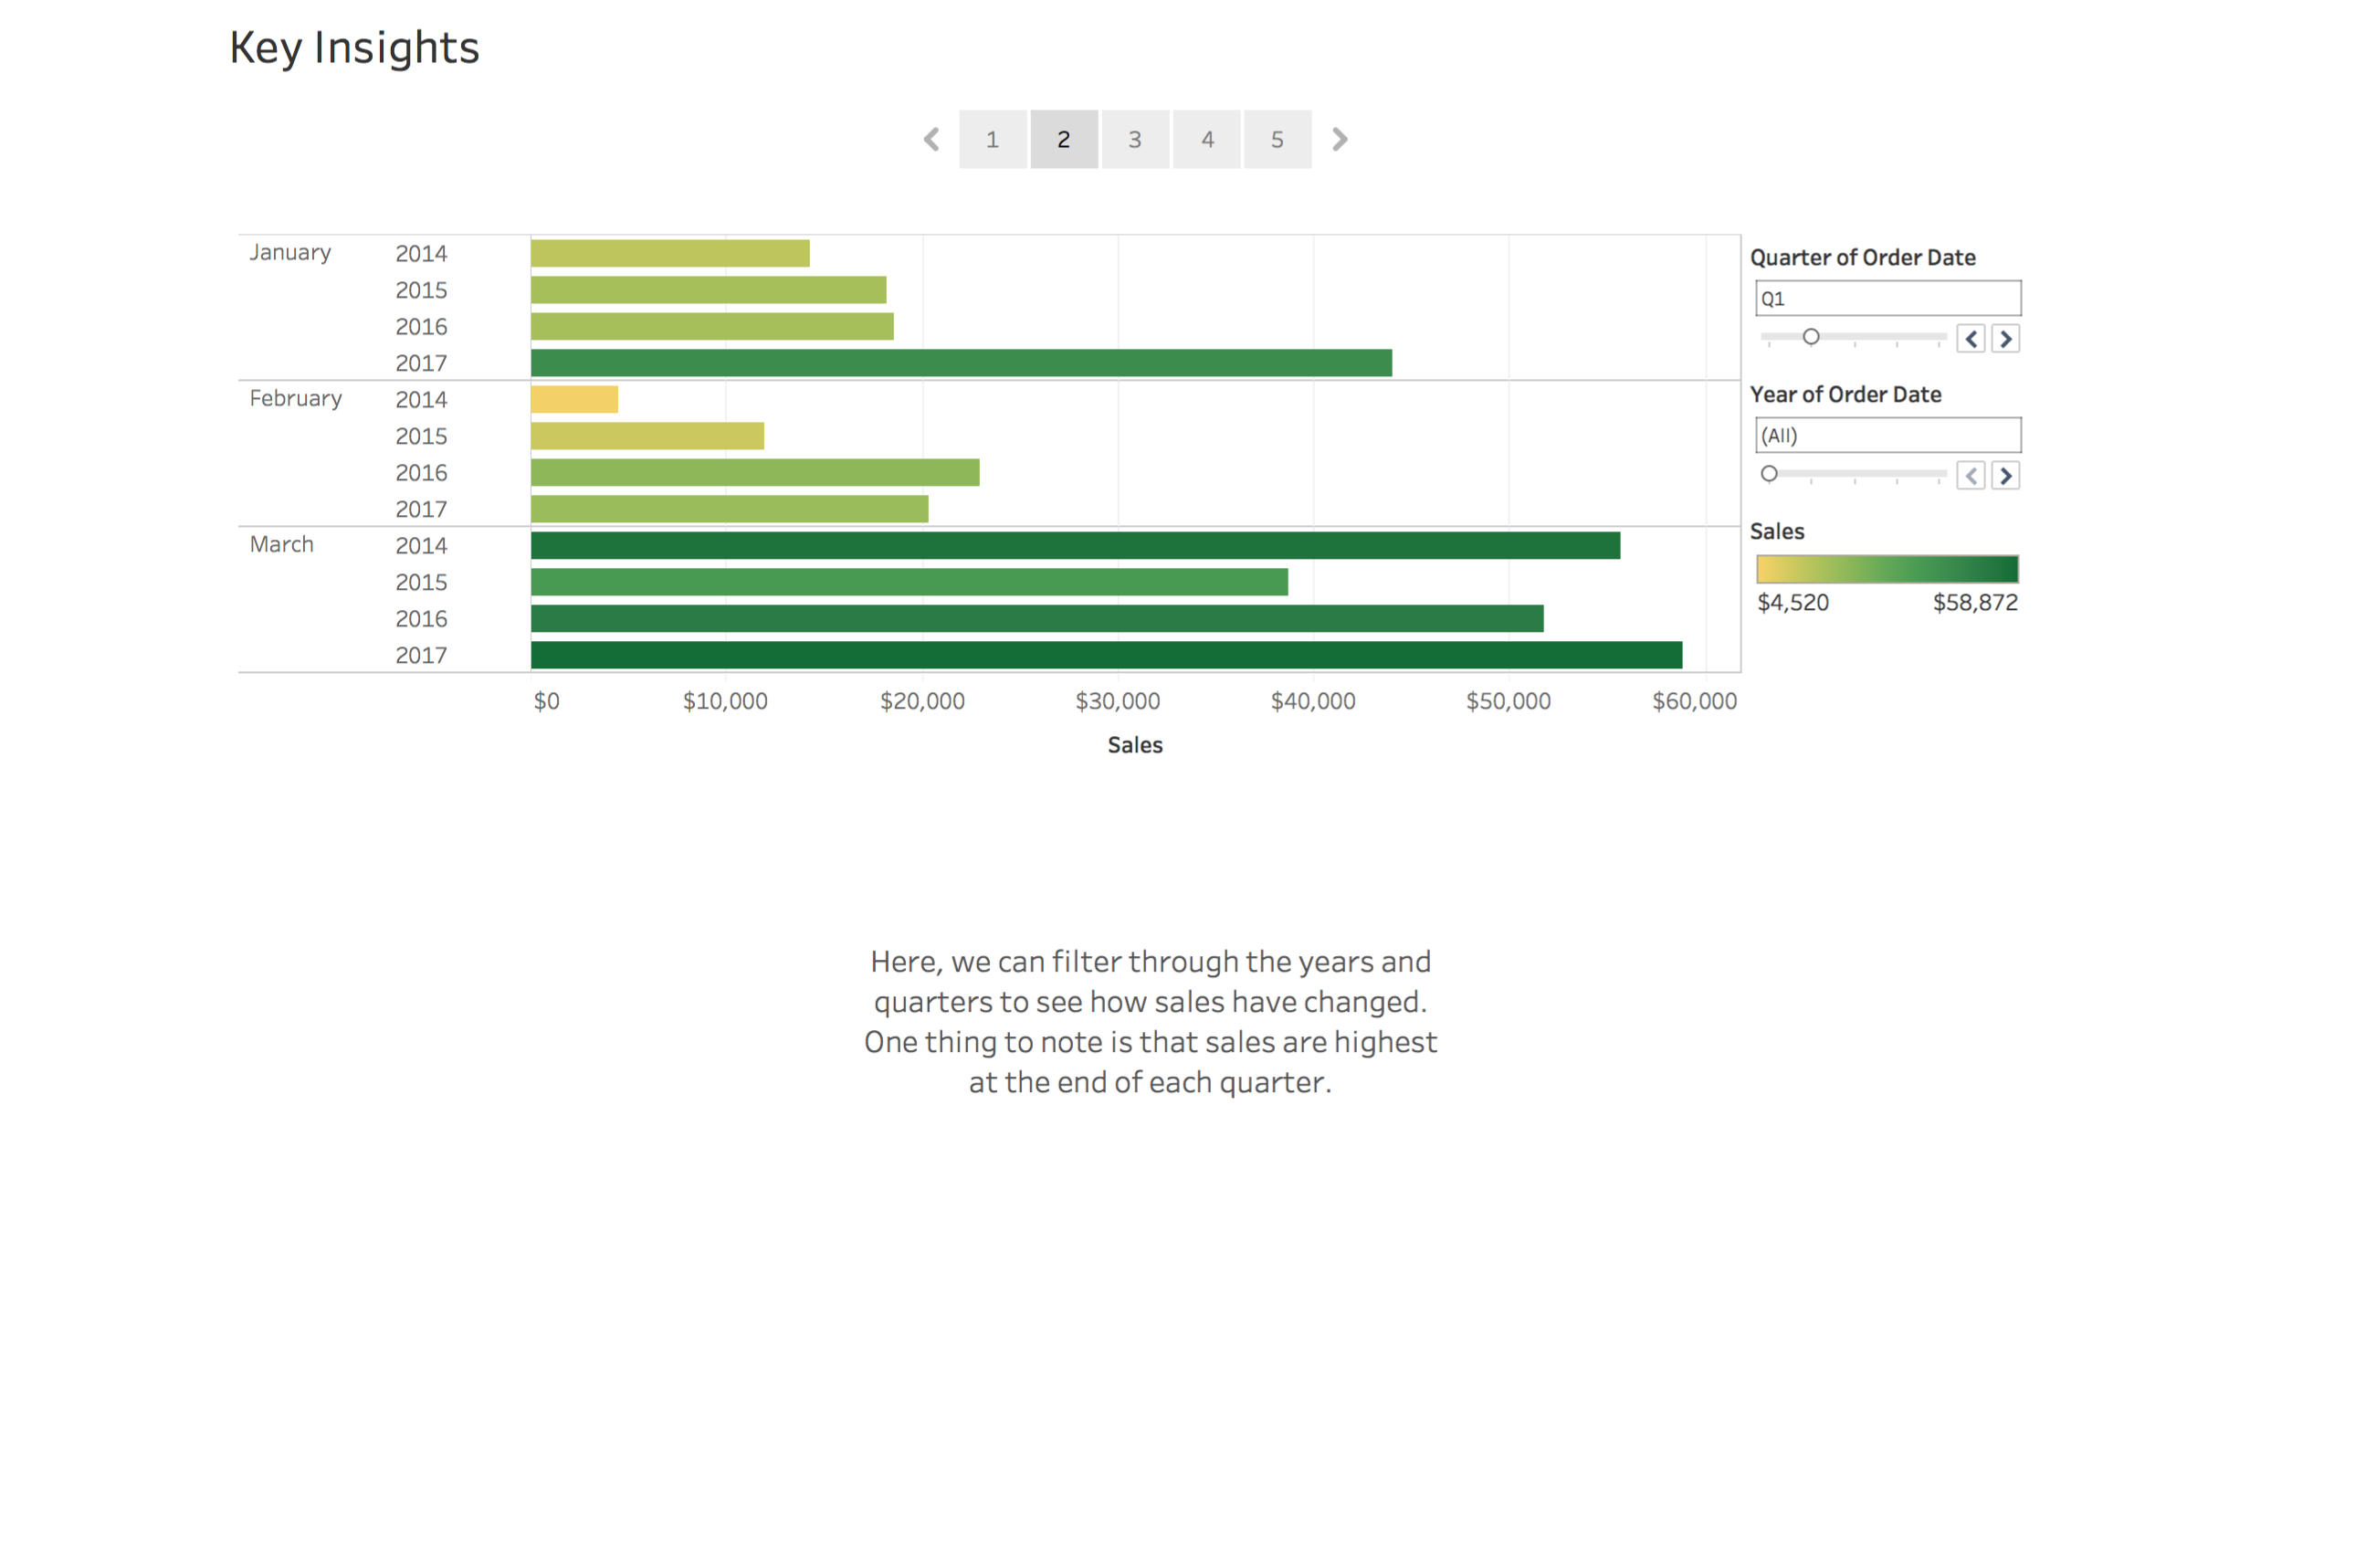 Key Insights
1 2 3 4 5
January 2014
2015
2016
2017
February 2014
2015
2016
2017
March 2014
2015
2016
2017
$0 $10,000 $20,000 $30,000 $40,000 $50,000 $60,000
Sales
Quarter of Order Date
Q1
Year of Order Date
(All)
Sales
$4,520 $58,872
Here, we can filter through the years and
quarters to see how sales have changed.
One thing to note is that sales are highest
at the end of each quarter.